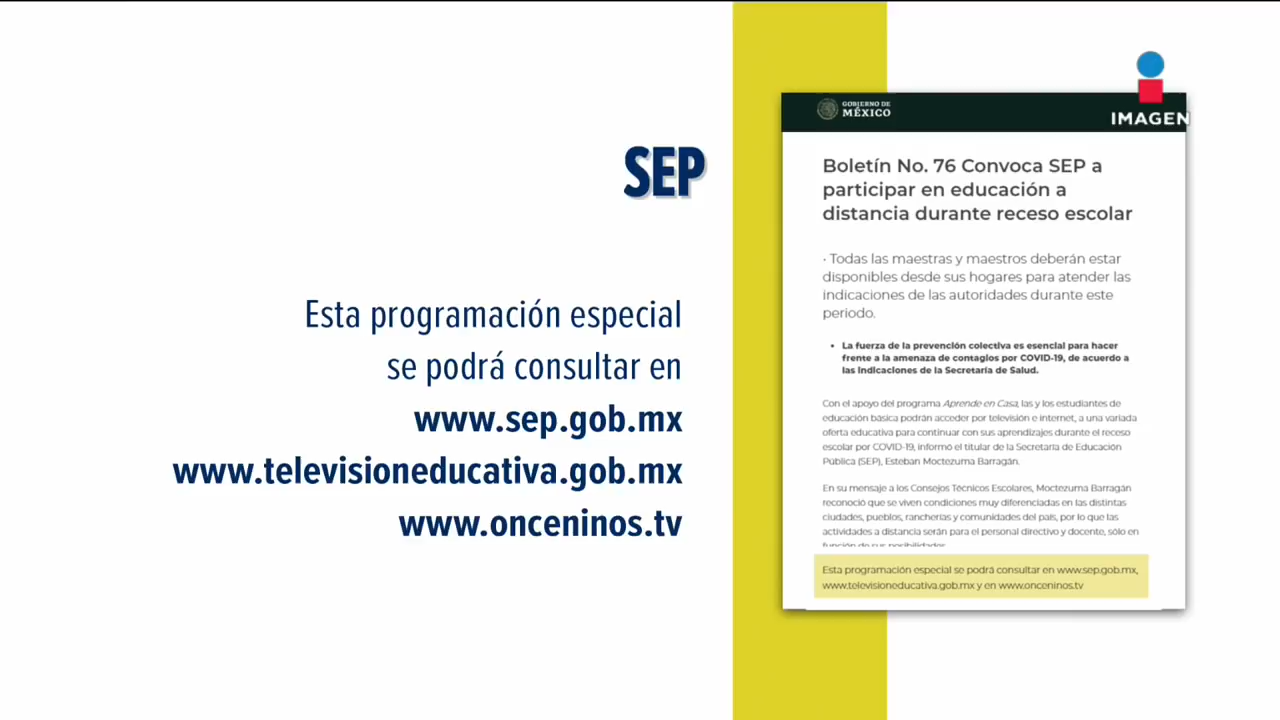 SEP
Esta programación especial
se podrá consultar en
www.sep.gob.mx
www.televisioneducativa.gob.mx
www.onceninos.tv
IMAGEN
GOBIERNO DE
MÉXICO
Boletín No. 76 Convoca SEP a
participar en educación a
distancia durante receso escolar
· Todas las maestras y maestros deberán estar
disponibles desde sus hogares para atender las
indicaciones de las autoridades durante este
periodo.
• La fuerza de la prevención colectiva es esencial para hacer
frente a la amenaza de contagios por COVID-19, de acuerdo a
las indicaciones de la Secretaría de Salud.
Con el apoyo del programa Aprende en Casa, las y los estudiantes de
educación básica podrán acceder por televisión e internet, a una variada
oferta educativa para continuar con sus aprendizajes durante el receso
escolar por COVID-19, informó el titular de la Secretaría de Educación
Pública (SEP), Esteban Moctezuma Barragán.
En su mensaje a los Consejos Técnicos Escolares, Moctezuma Barragán
reconoció que se viven condiciones muy diferenciadas en las distintas
ciudades, pueblos, rancherías y comunidades del país, por lo que las
actividades a distancia serán para el personal directivo y docente, sólo en
función de sus posibilidades.
Esta programación especial se podrá consultar en www.sep.gob.mx,
www.televisioneducativa.gob.mx y en www.onceninos.tv